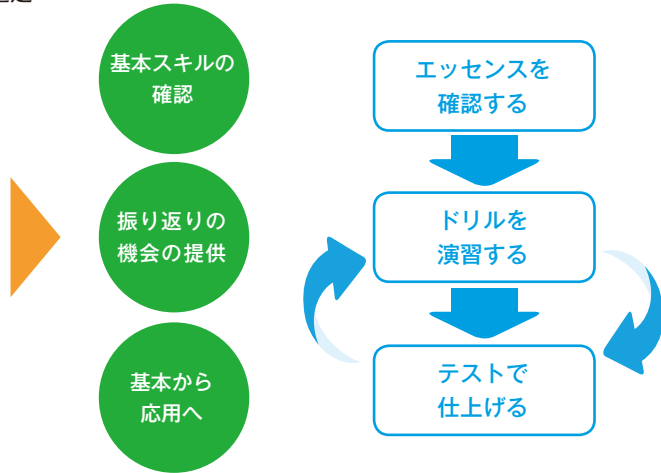 基本スキルの
確認
振り返りの
機会の提供
基本から
応用へ
エッセンスを
確認する
ドリルを
演習する
テストで
仕上げる